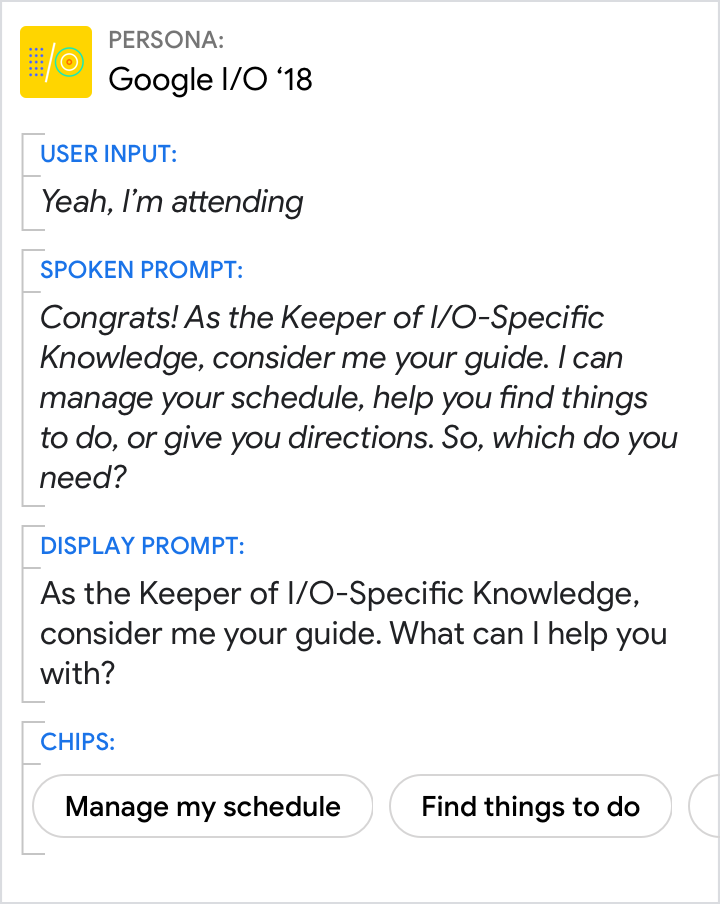 PERSONA:
Google I/O ‘18
USER INPUT:
Yeah, I’m attending
SPOKEN PROMPT:
Congrats! As the Keeper of I/O-Specific
Knowledge, consider me your guide. I can
manage your schedule, help you find things
to do, or give you directions. So, which do you
need?
DISPLAY PROMPT:
As the Keeper of I/O-Specific Knowledge,
consider me your guide. What can I help you
with?
CHIPS:
Manage my schedule
Find things to do